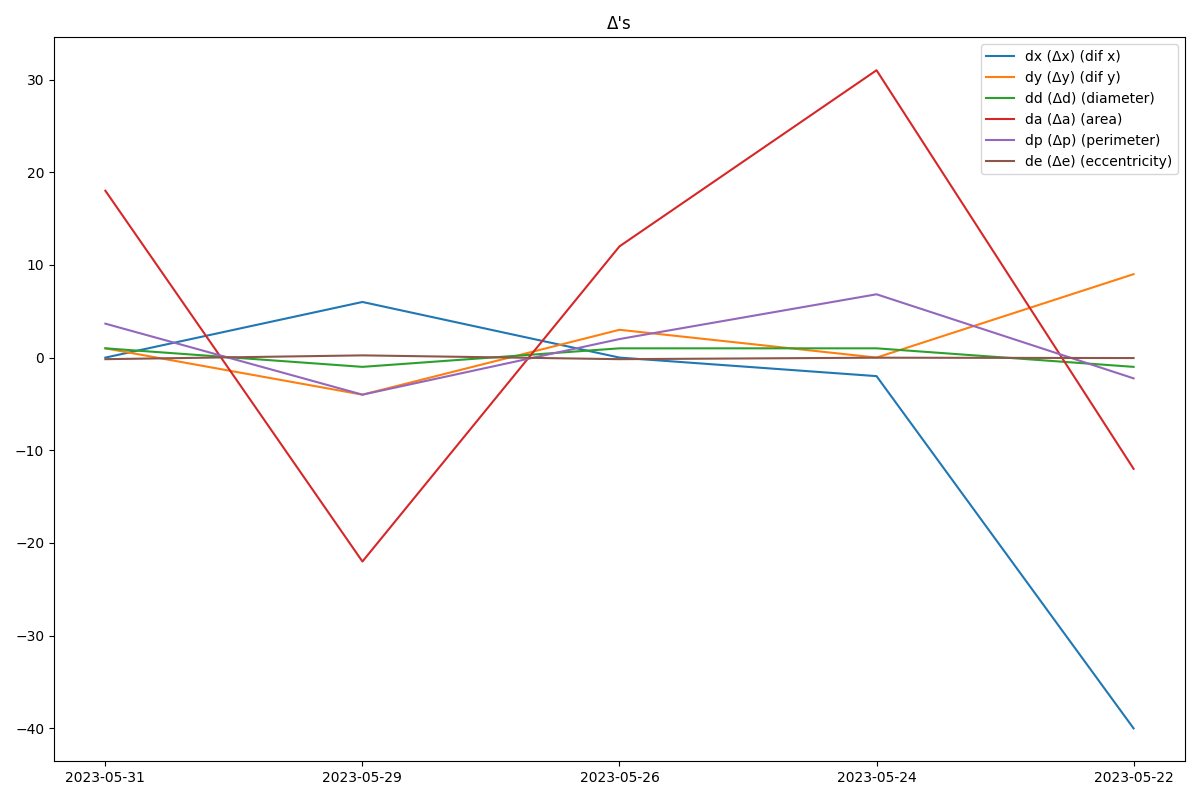 Δ's
dx (Δx) (dif x)
dy (Δy) (dif y)
dd (Δd) (diameter)
da (Δa) (area)
dp (Δp) (perimeter)
de (Δe) (eccentricity)
30
20
10
0
−10
−20
−30
−40
2023-05-31
2023-05-29
2023-05-26
2023-05-24
2023-05-22